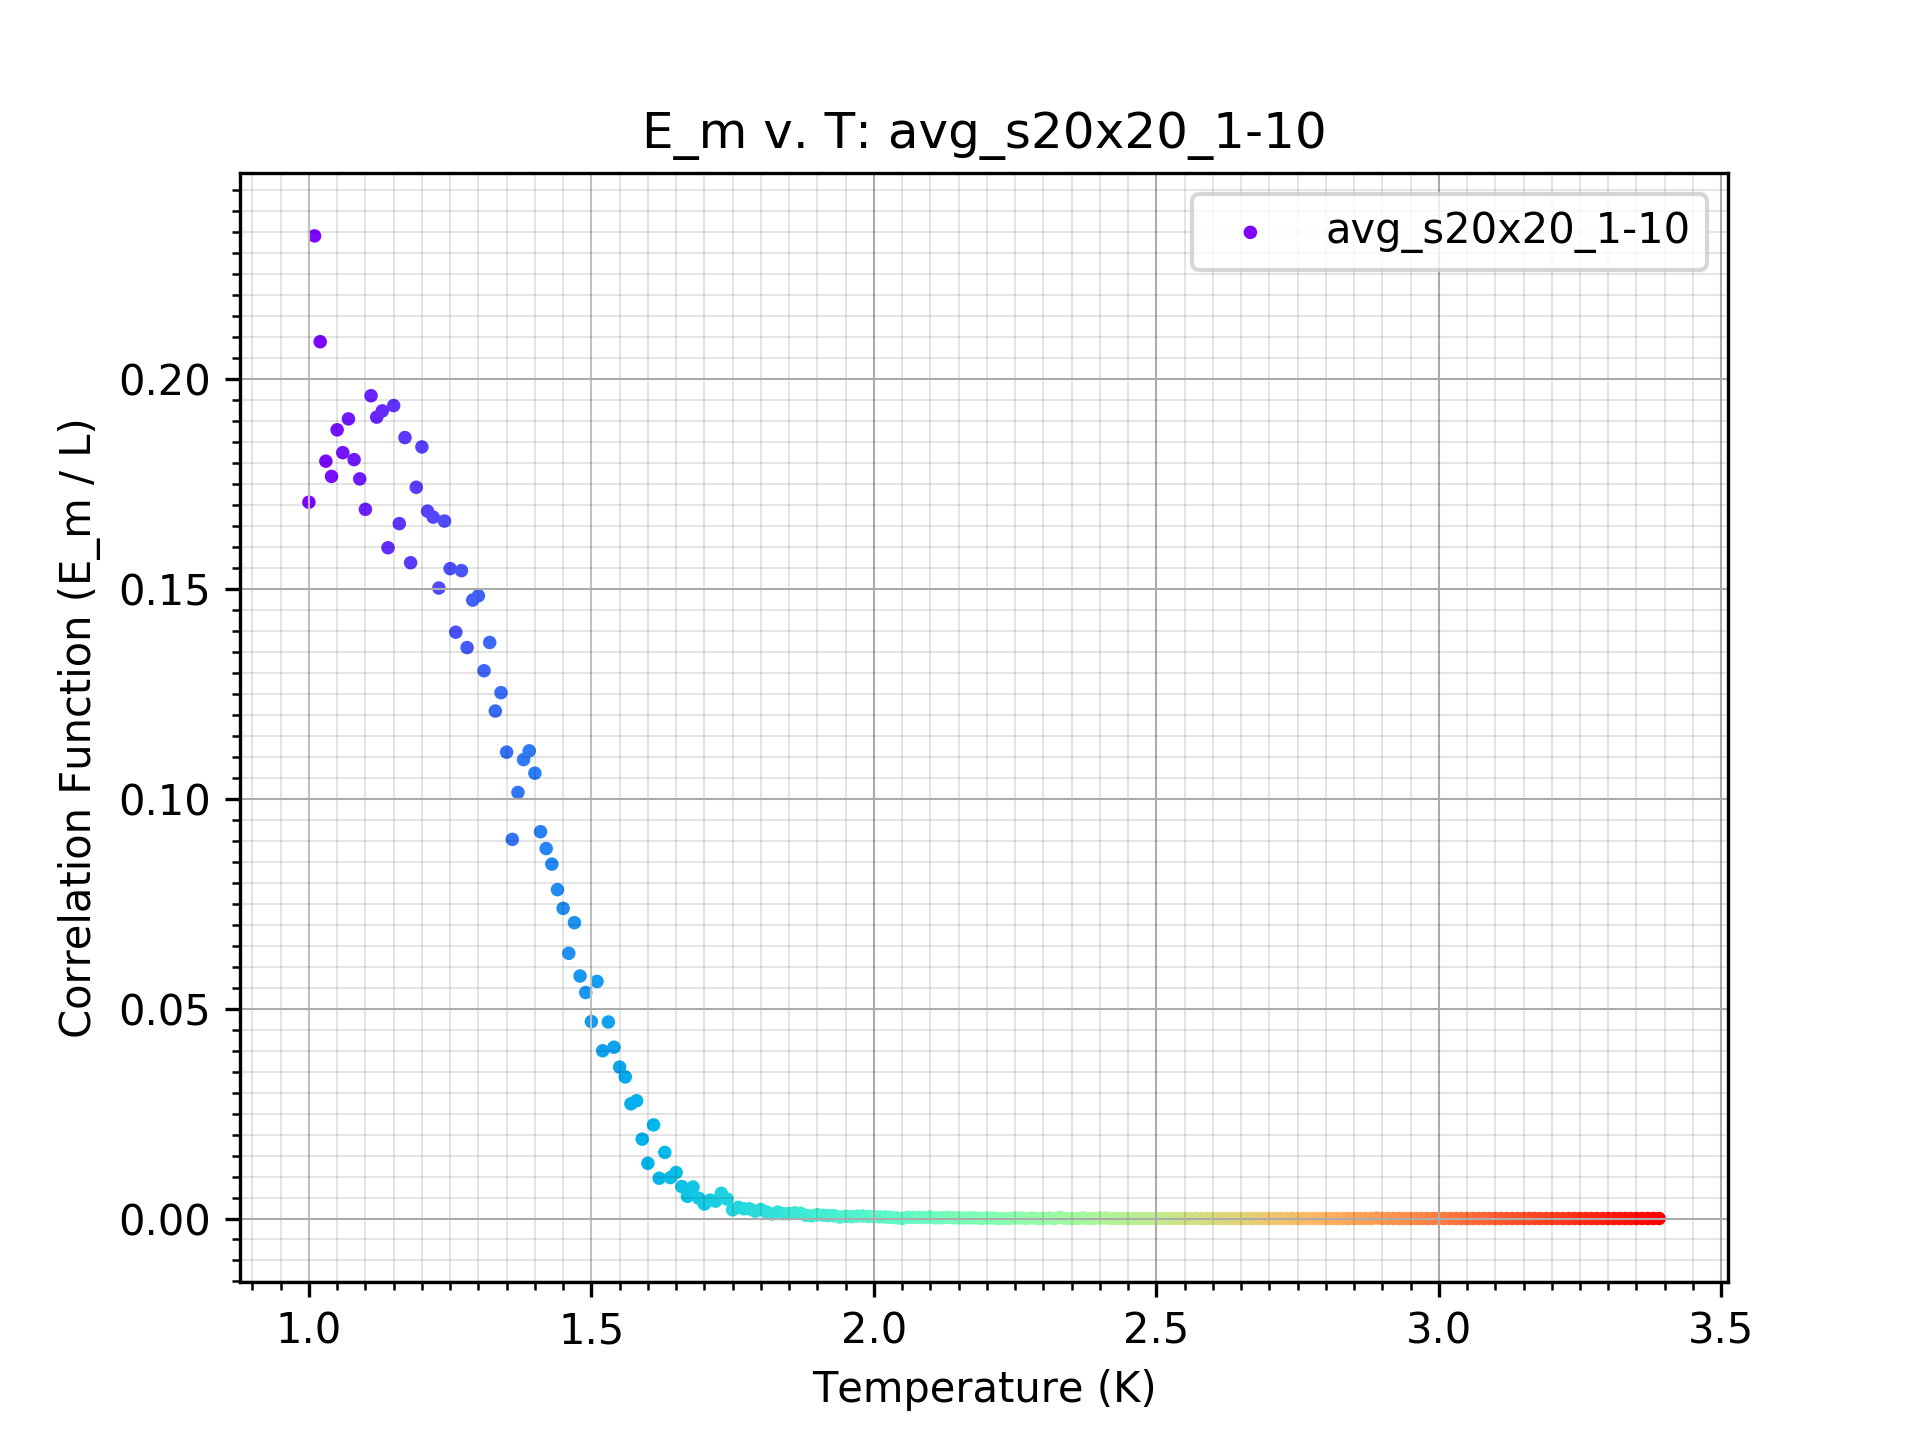 E_m v. T: avg_s20x20_1-10
avg_s20x20_1-10
Correlation Function (E_m / L)
0.20
0.15
0.10
0.05
0.00
1.0 1.5 2.0 2.5 3.0 3.5
Temperature (K)